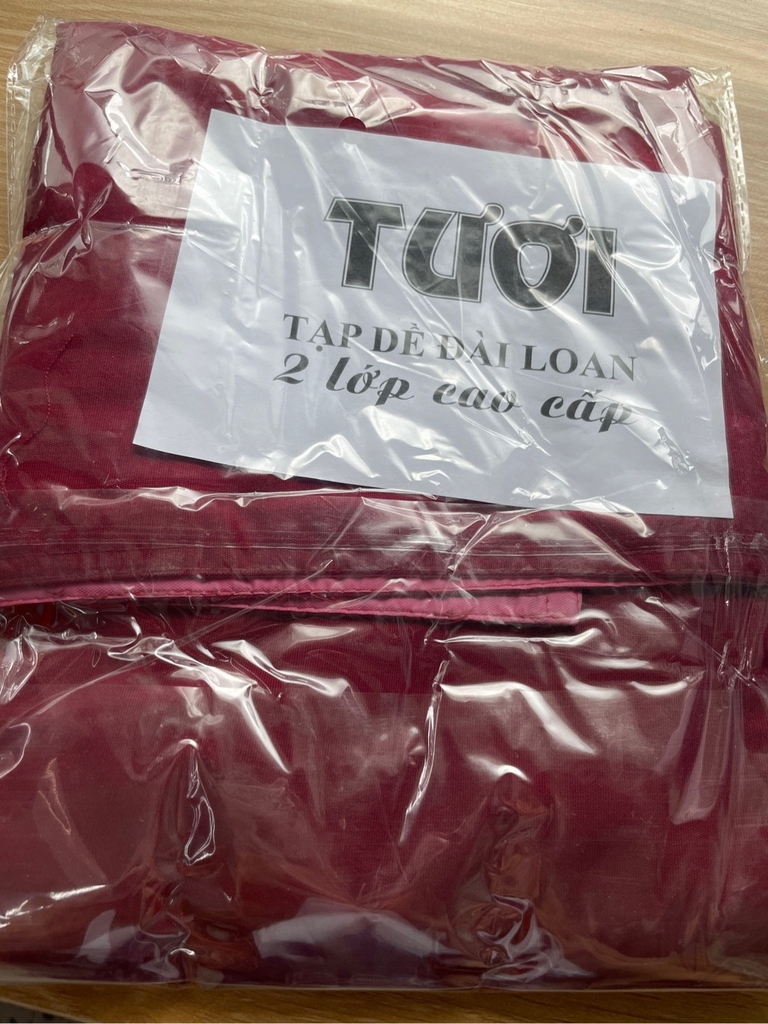 TƯƠI
TẠP DỀ ĐÀI LOAN
2 lớp cao cấp